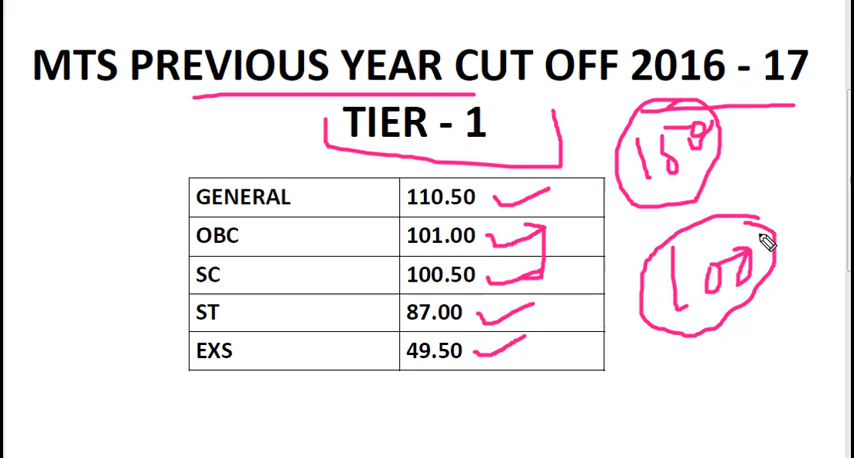 MTS PREVIOUS YEAR CUT OFF 2016 - 17
TIER - 1
GENERAL 110.50
OBC 101.00
SC 100.50
ST 87.00
EXS 49.50